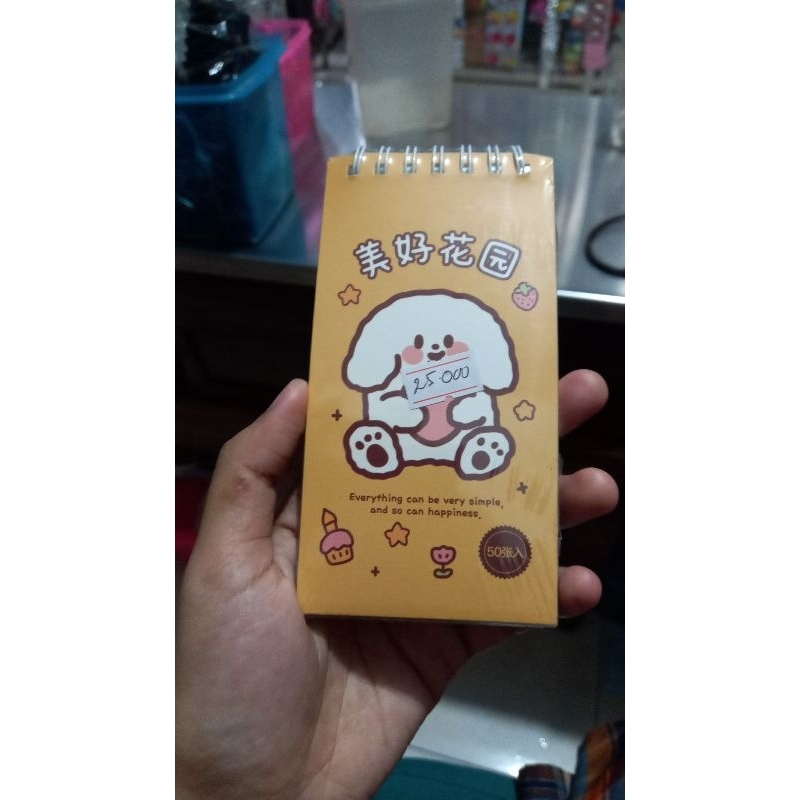 美好花园
25.000
Everything can be very simple,
and so can happiness.
50张入